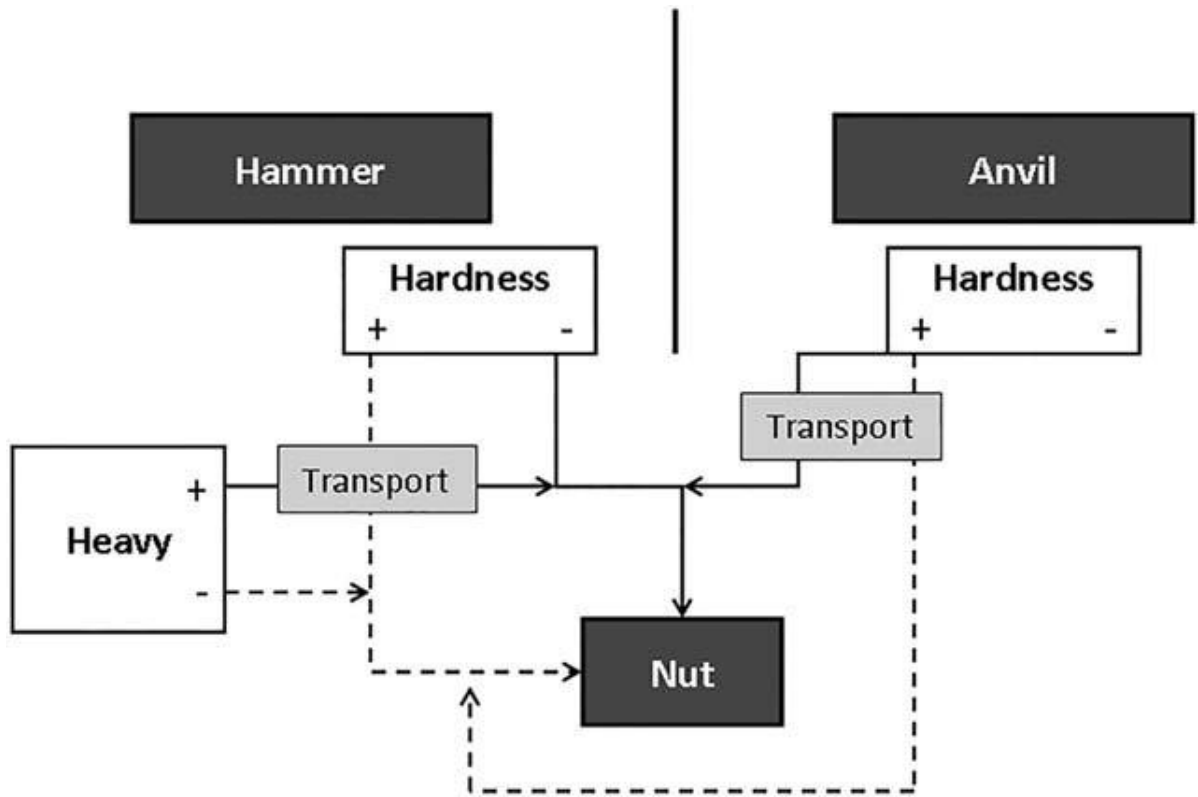 Hammer
Anvil
Hardness
+ -
Hardness
+ -
Transport
Transport
+
Heavy
-
Nut